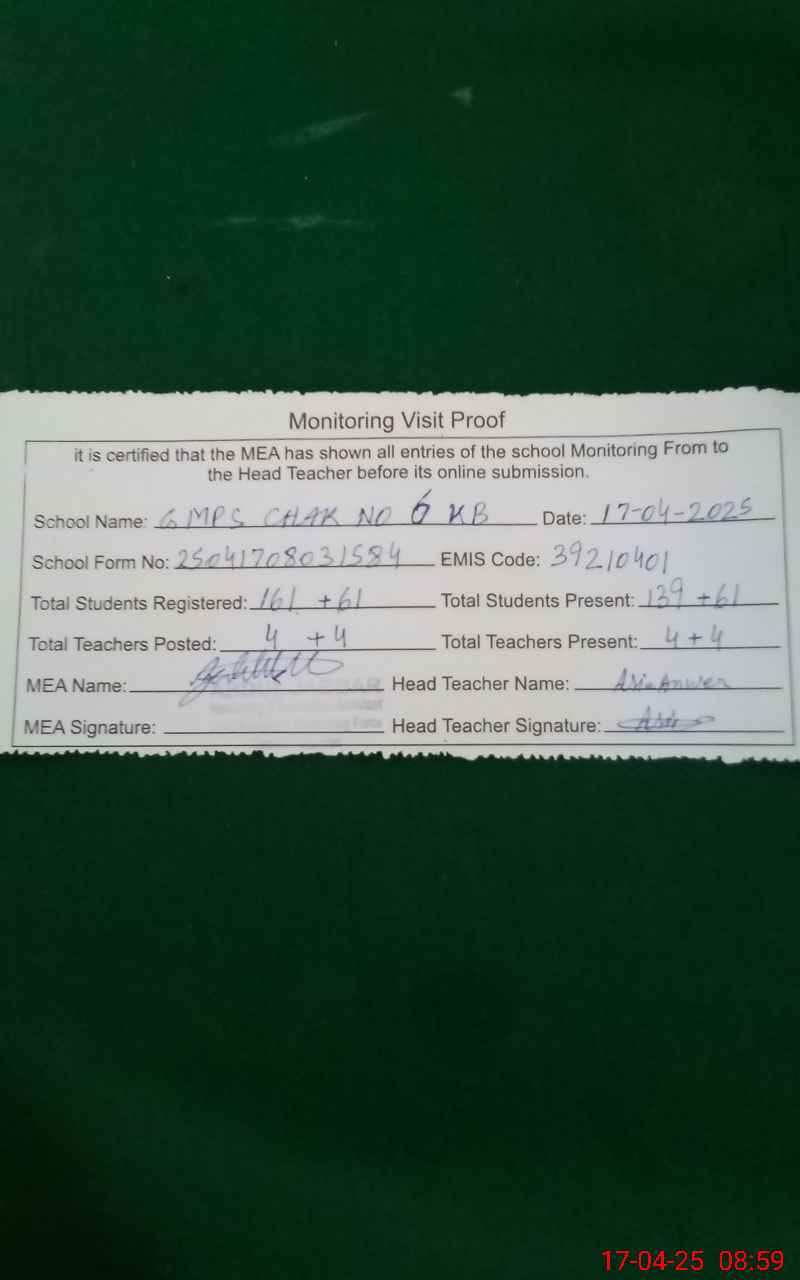 Monitoring Visit Proof
it is certified that the MEA has shown all entries of the school Monitoring From to
the Head Teacher before its online submission.
School Name: GMPS CHAK NO 6 KB Date: 17-04-2025
School Form No: 25041708031584 EMIS Code: 39210401
Total Students Registered: 161 +61 Total Students Present: 139 +61
Total Teachers Posted: 4 +4 Total Teachers Present: 4+4
MEA Name: Head Teacher Name: Asia Anwer
MEA Signature: Head Teacher Signature:
17-04-25 08:59